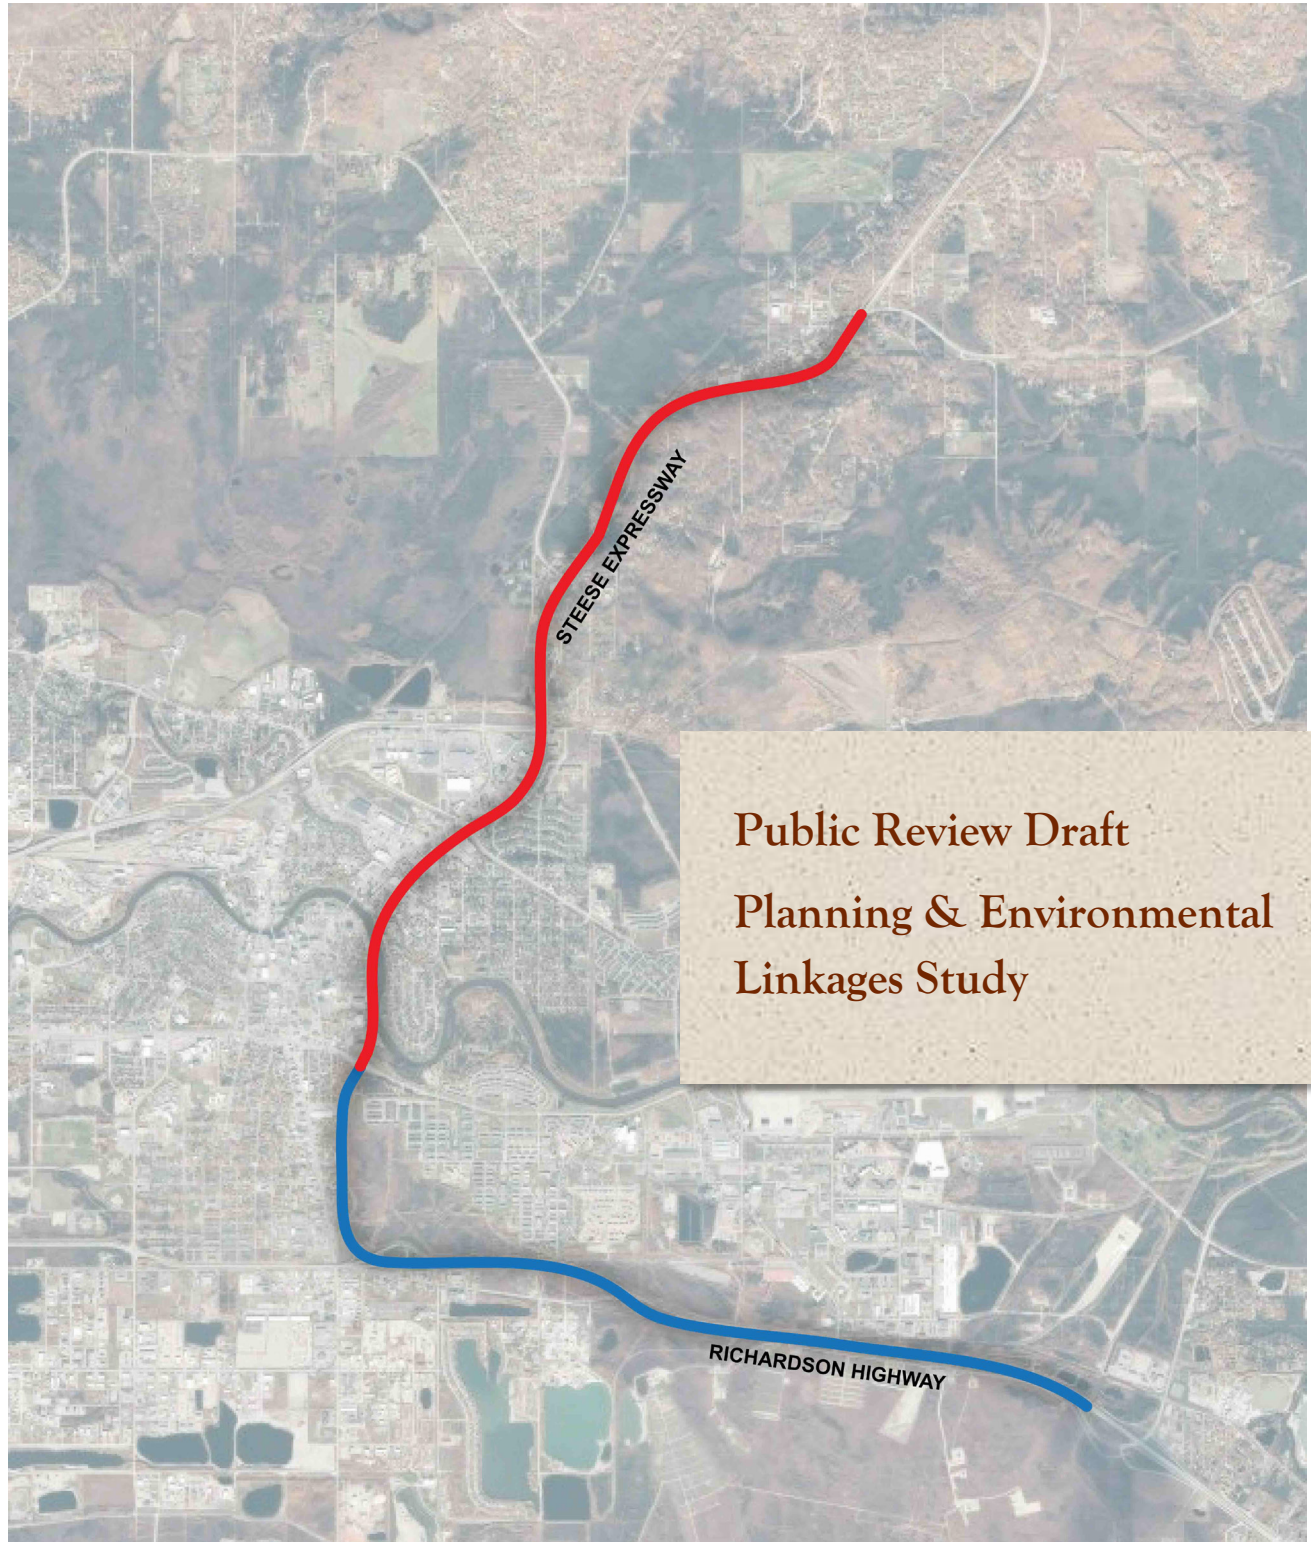 STEESE EXPRESSWAY
Public Review Draft
Planning & Environmental
Linkages Study
RICHARDSON HIGHWAY